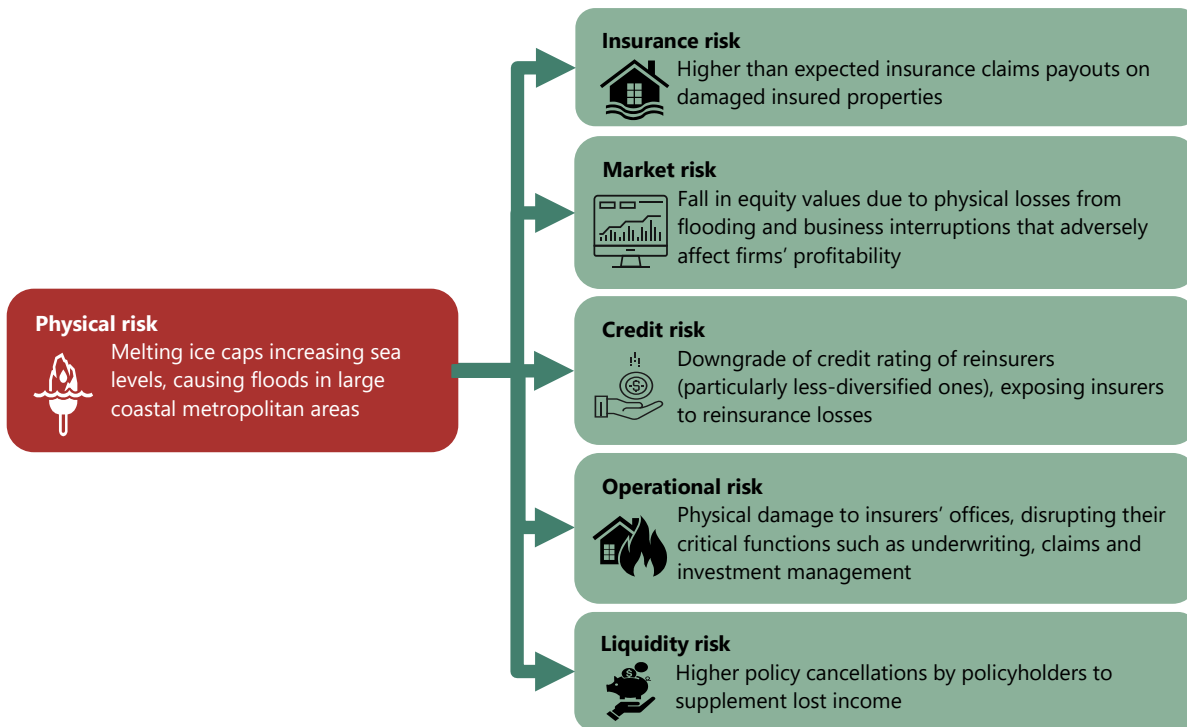 Insurance risk
Higher than expected insurance claims payouts on
damaged insured properties
Market risk
Fall in equity values due to physical losses from
flooding and business interruptions that adversely
affect firms’ profitability
Physical risk
Melting ice caps increasing sea
levels, causing floods in large
coastal metropolitan areas
Credit risk
Downgrade of credit rating of reinsurers
(particularly less-diversified ones), exposing insurers
to reinsurance losses
Operational risk
Physical damage to insurers’ offices, disrupting their
critical functions such as underwriting, claims and
investment management
Liquidity risk
Higher policy cancellations by policyholders to
supplement lost income